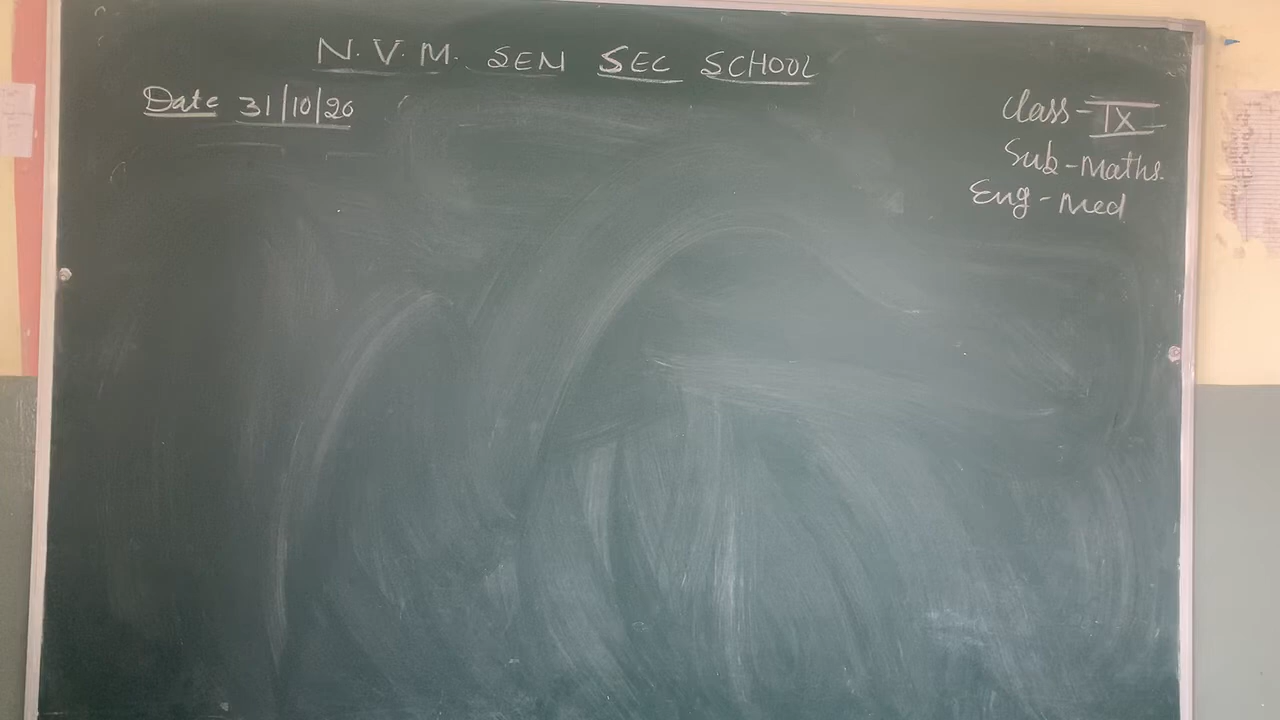 N.V.M. SEN SEC SCHOOL
Date 31/10/20
Class - IX
Sub - Maths.
Eng - Med